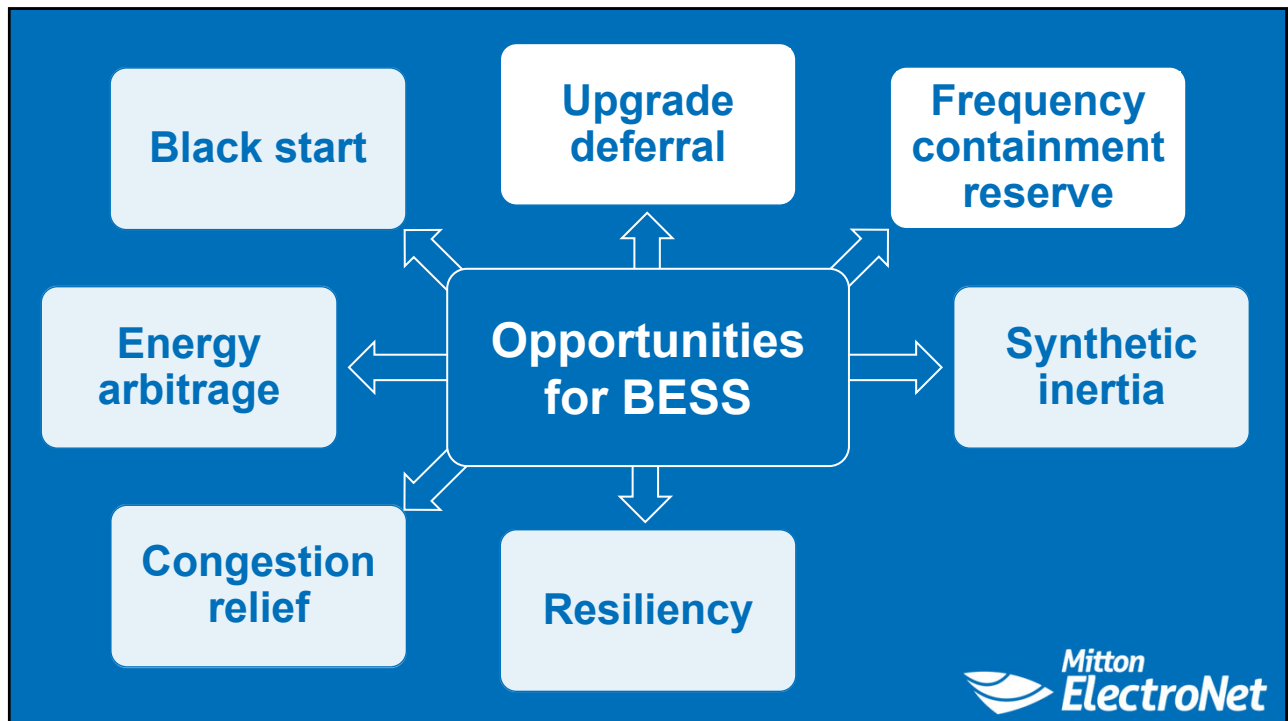 Black start
Upgrade
deferral
Frequency
containment
reserve
Energy
arbitrage
Opportunities
for BESS
Synthetic
inertia
Congestion
relief
Resiliency
Mitton
ElectroNet